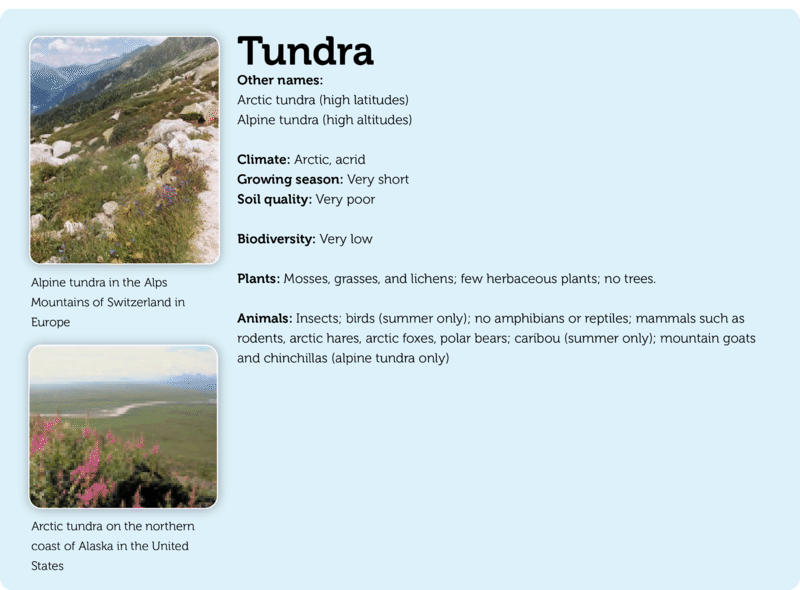 Tundra
Other names:
Arctic tundra (high latitudes)
Alpine tundra (high altitudes)
Climate: Arctic, acrid
Growing season: Very short
Soil quality: Very poor
Biodiversity: Very low
Plants: Mosses, grasses, and lichens; few herbaceous plants; no trees.
Animals: Insects; birds (summer only); no amphibians or reptiles; mammals such as
rodents, arctic hares, arctic foxes, polar bears; caribou (summer only); mountain goats
and chinchillas (alpine tundra only)
Alpine tundra in the Alps
Mountains of Switzerland in
Europe
Arctic tundra on the northern
coast of Alaska in the United
States